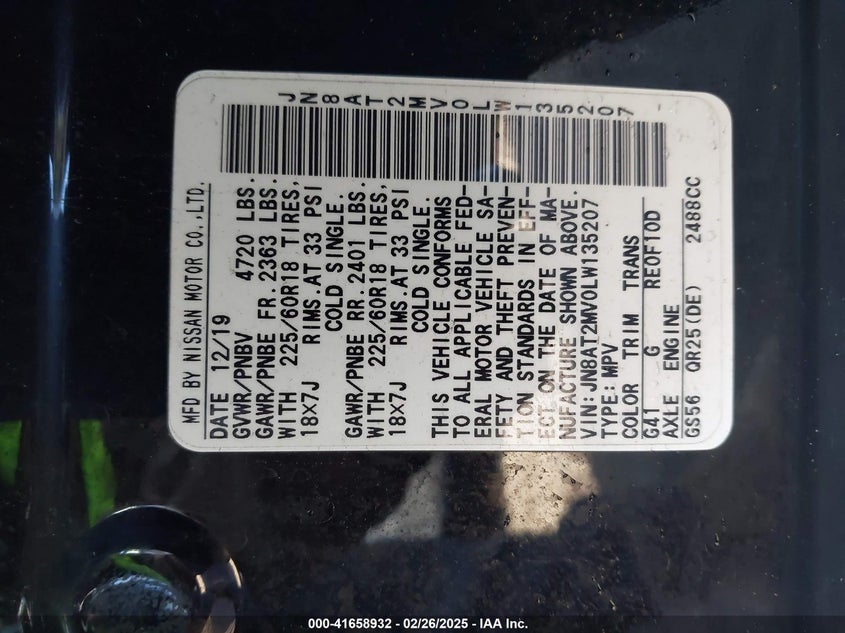 MFD BY NISSAN MOTOR CO.,LTD.
DATE 12/19
GVWR/PNBV 4720 LBS.
GAWR/PNBE FR. 2363 LBS.
WITH 225/60R18 TIRES,
18X7J RIMS AT 33 PSI
COLD SINGLE.
GAWR/PNBE RR. 2401 LBS.
WITH 225/60R18 TIRES,
18X7J RIMS AT 33 PSI
COLD SINGLE.
THIS VEHICLE CONFORMS
TO ALL APPLICABLE FED-
ERAL MOTOR VEHICLE SA-
FETY AND THEFT PREVEN-
TION STANDARDS IN EFF-
ECT ON THE DATE OF MA-
NUFACTURE SHOWN ABOVE.
VIN:JN8AT2MV0LW135207
TYPE:MPV
COLOR TRIM TRANS
G41 G RE0F10D
AXLE ENGINE
GS56 QR25(DE) 2488CC
JN8AT2MV0LW135207
000-41658932 - 02/26/2025 - IAA Inc.